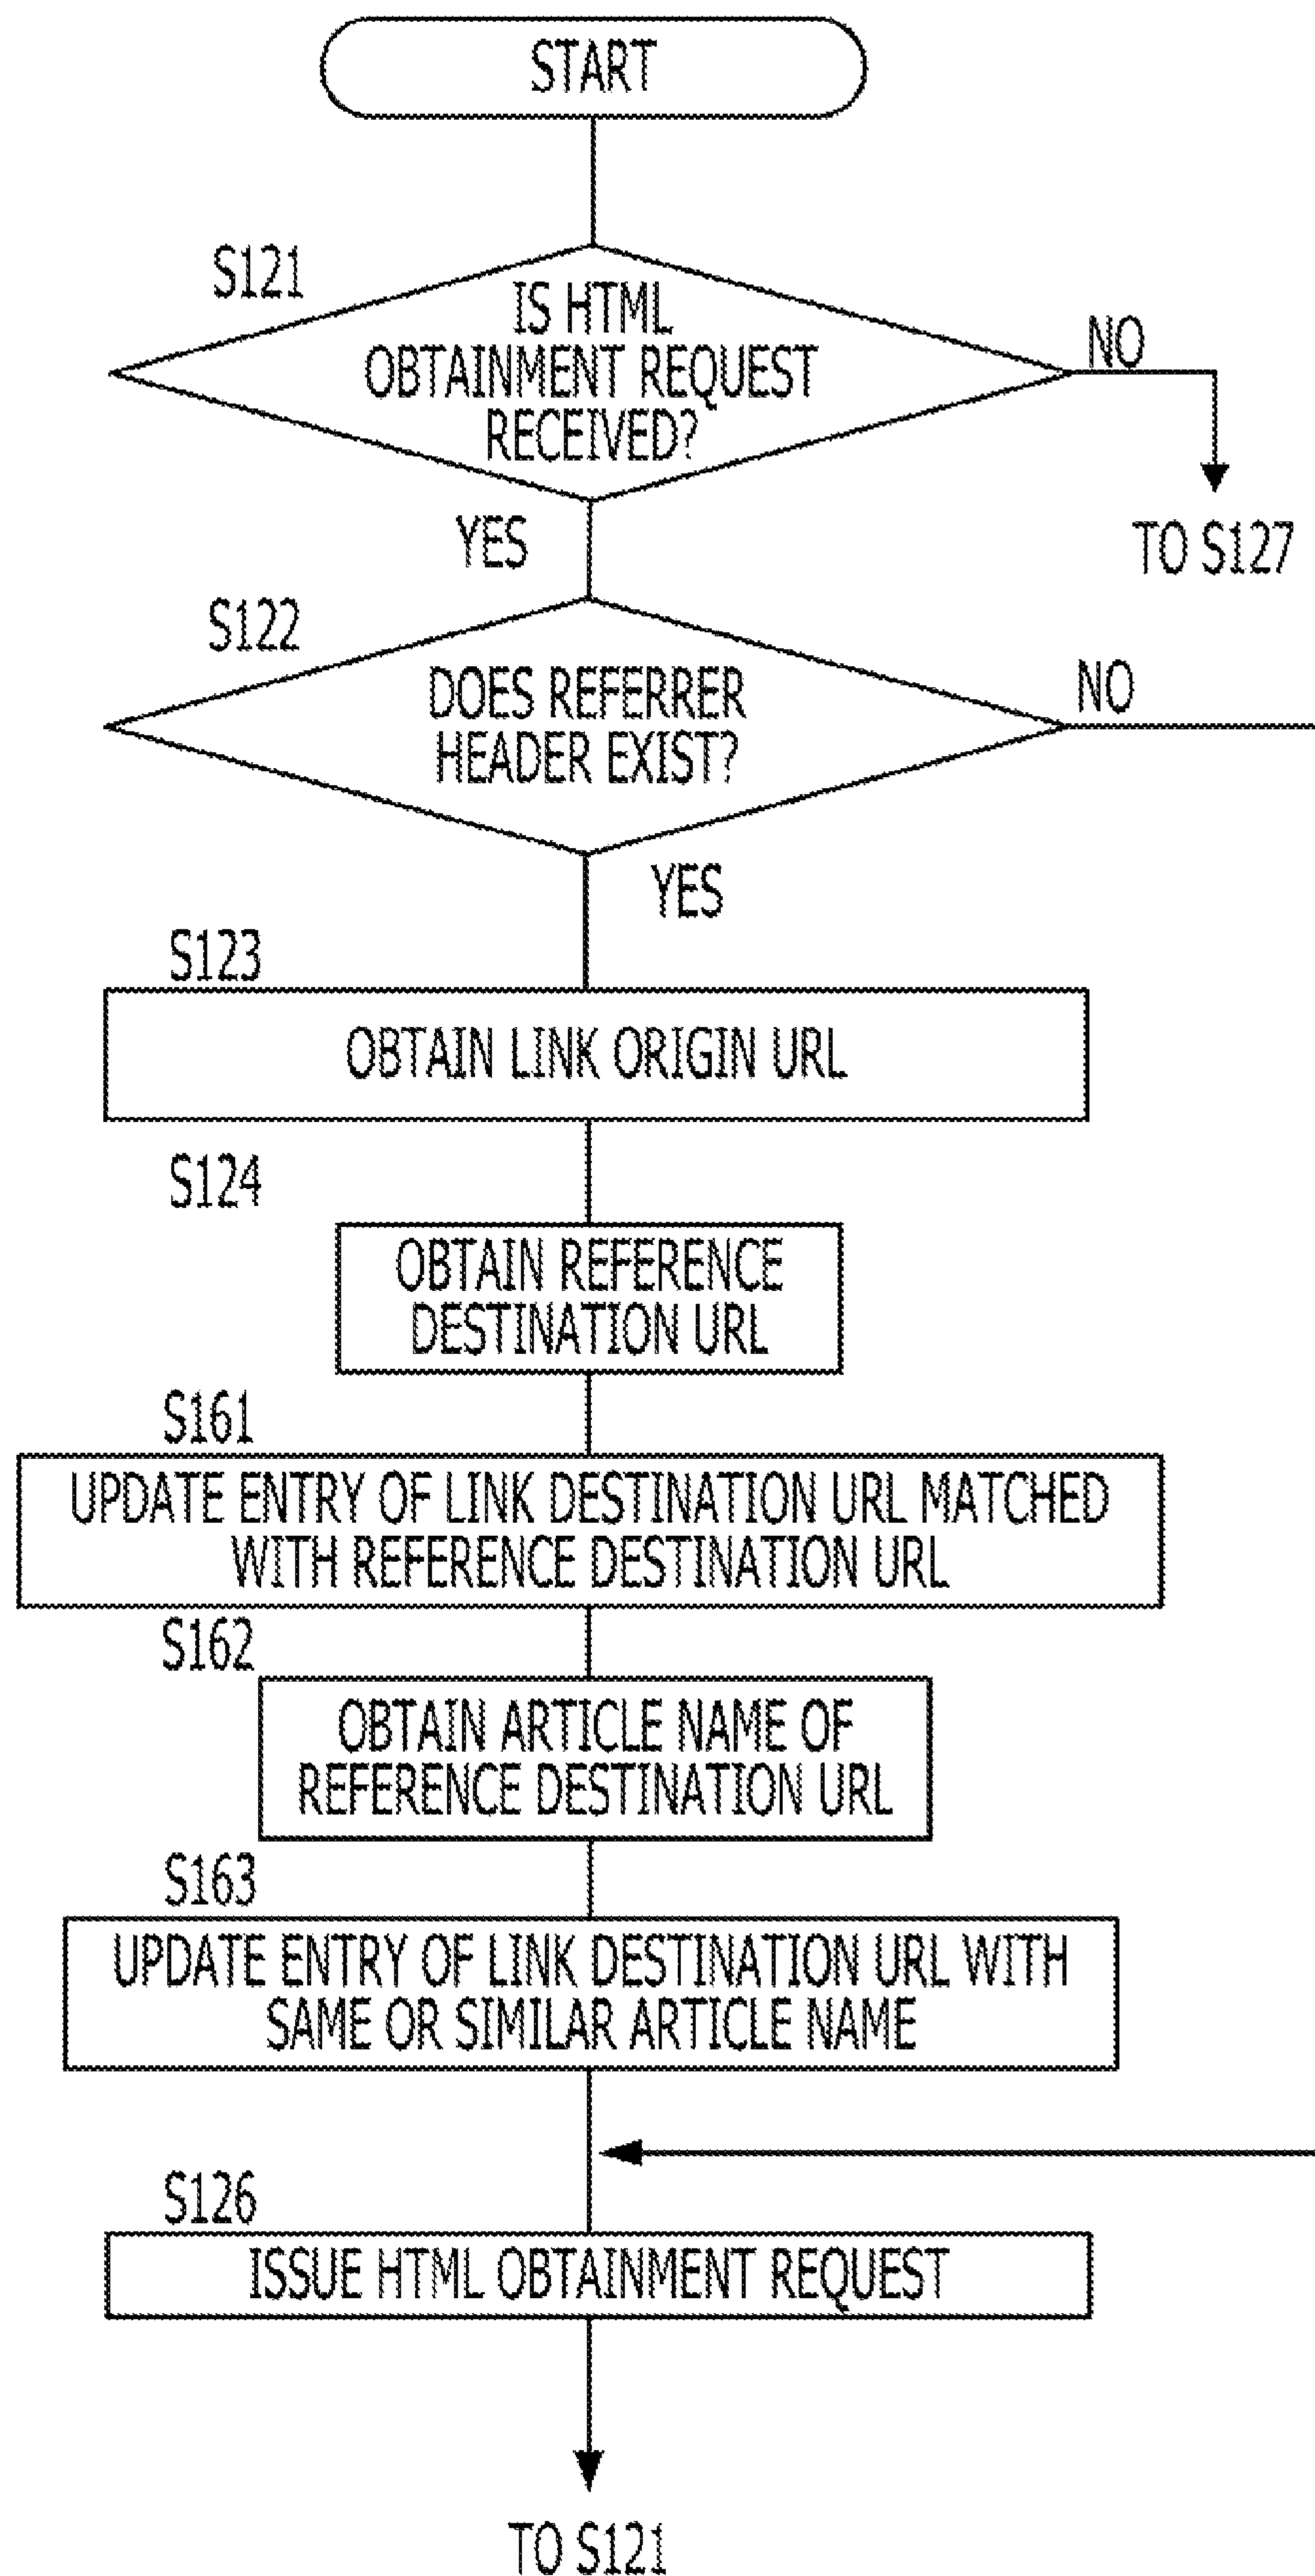 START
S121
IS HTML
OBTAINMENT REQUEST
RECEIVED?
NO
TO S127
YES
S122
DOES REFERRER
HEADER EXIST?
NO
YES
S123
OBTAIN LINK ORIGIN URL
S124
OBTAIN REFERENCE
DESTINATION URL
S161
UPDATE ENTRY OF LINK DESTINATION URL MATCHED
WITH REFERENCE DESTINATION URL
S162
OBTAIN ARTICLE NAME OF
REFERENCE DESTINATION URL
S163
UPDATE ENTRY OF LINK DESTINATION URL WITH
SAME OR SIMILAR ARTICLE NAME
S126
ISSUE HTML OBTAINMENT REQUEST
TO S121